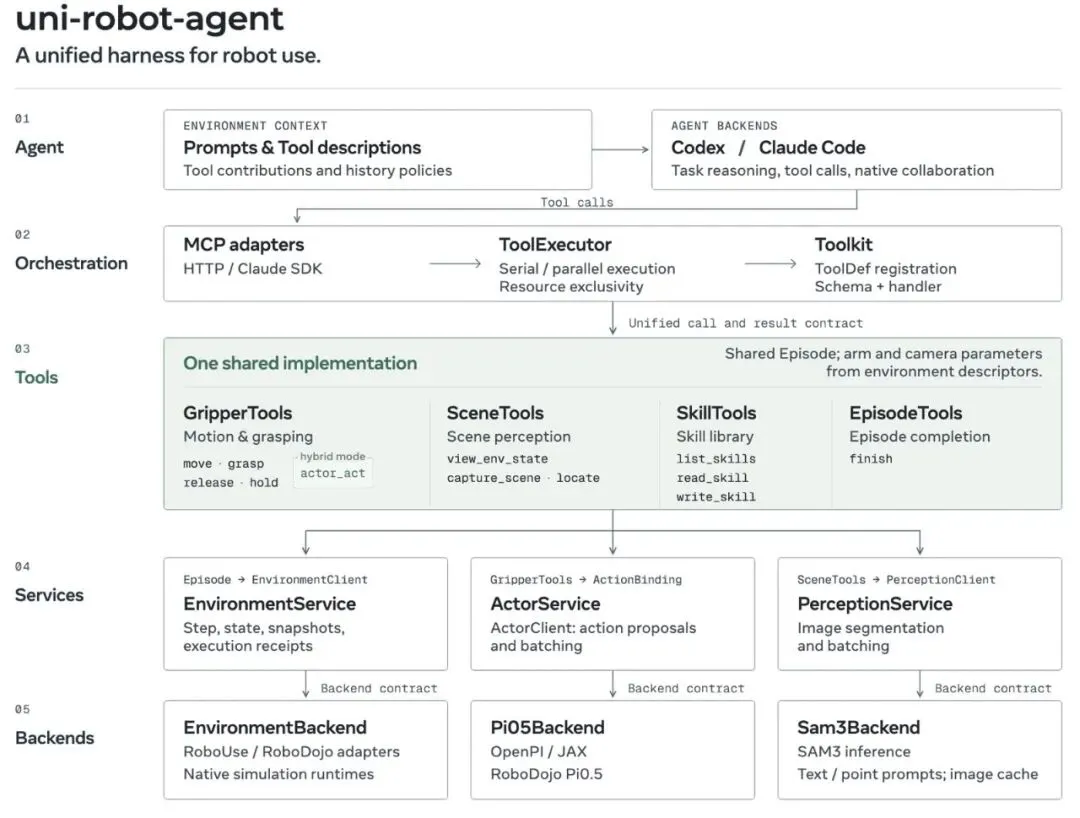 uni-robot-agent
A unified harness for robot use.
01
Agent
ENVIRONMENT CONTEXT
Prompts & Tool descriptions
Tool contributions and history policies
AGENT BACKENDS
Codex / Claude Code
Task reasoning, tool calls, native collaboration
Tool calls
02
Orchestration
MCP adapters
HTTP / Claude SDK
ToolExecutor
Serial / parallel execution
Resource exclusivity
Toolkit
ToolDef registration
Schema + handler
Unified call and result contract
03
Tools
One shared implementation
Shared Episode; arm and camera parameters
from environment descriptors.
GripperTools
Motion & grasping
move · grasp
release · hold
hybrid mode
actor_act
SceneTools
Scene perception
view_env_state
capture_scene · locate
SkillTools
Skill library
list_skills
read_skill
write_skill
EpisodeTools
Episode completion
finish
04
Services
Episode → EnvironmentClient
EnvironmentService
Step, state, snapshots,
execution receipts
GripperTools → ActionBinding
ActorService
ActorClient: action proposals
and batching
SceneTools → PerceptionClient
PerceptionService
Image segmentation
and batching
Backend contract
Backend contract
Backend contract
05
Backends
EnvironmentBackend
RoboUse / RoboDojo adapters
Native simulation runtimes
Pi05Backend
OpenPI / JAX
RoboDojo Pi0.5
Sam3Backend
SAM3 inference
Text / point prompts; image cache